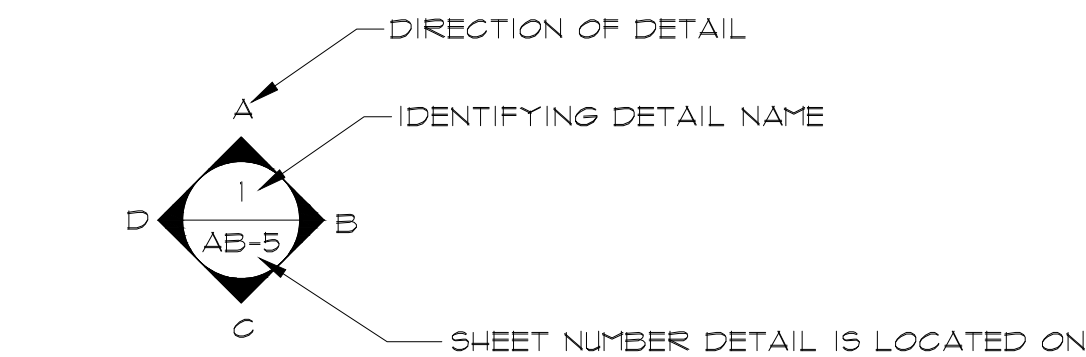 DIRECTION OF DETAIL
A
IDENTIFYING DETAIL NAME
1
D
B
AB-5
C
SHEET NUMBER DETAIL IS LOCATED ON